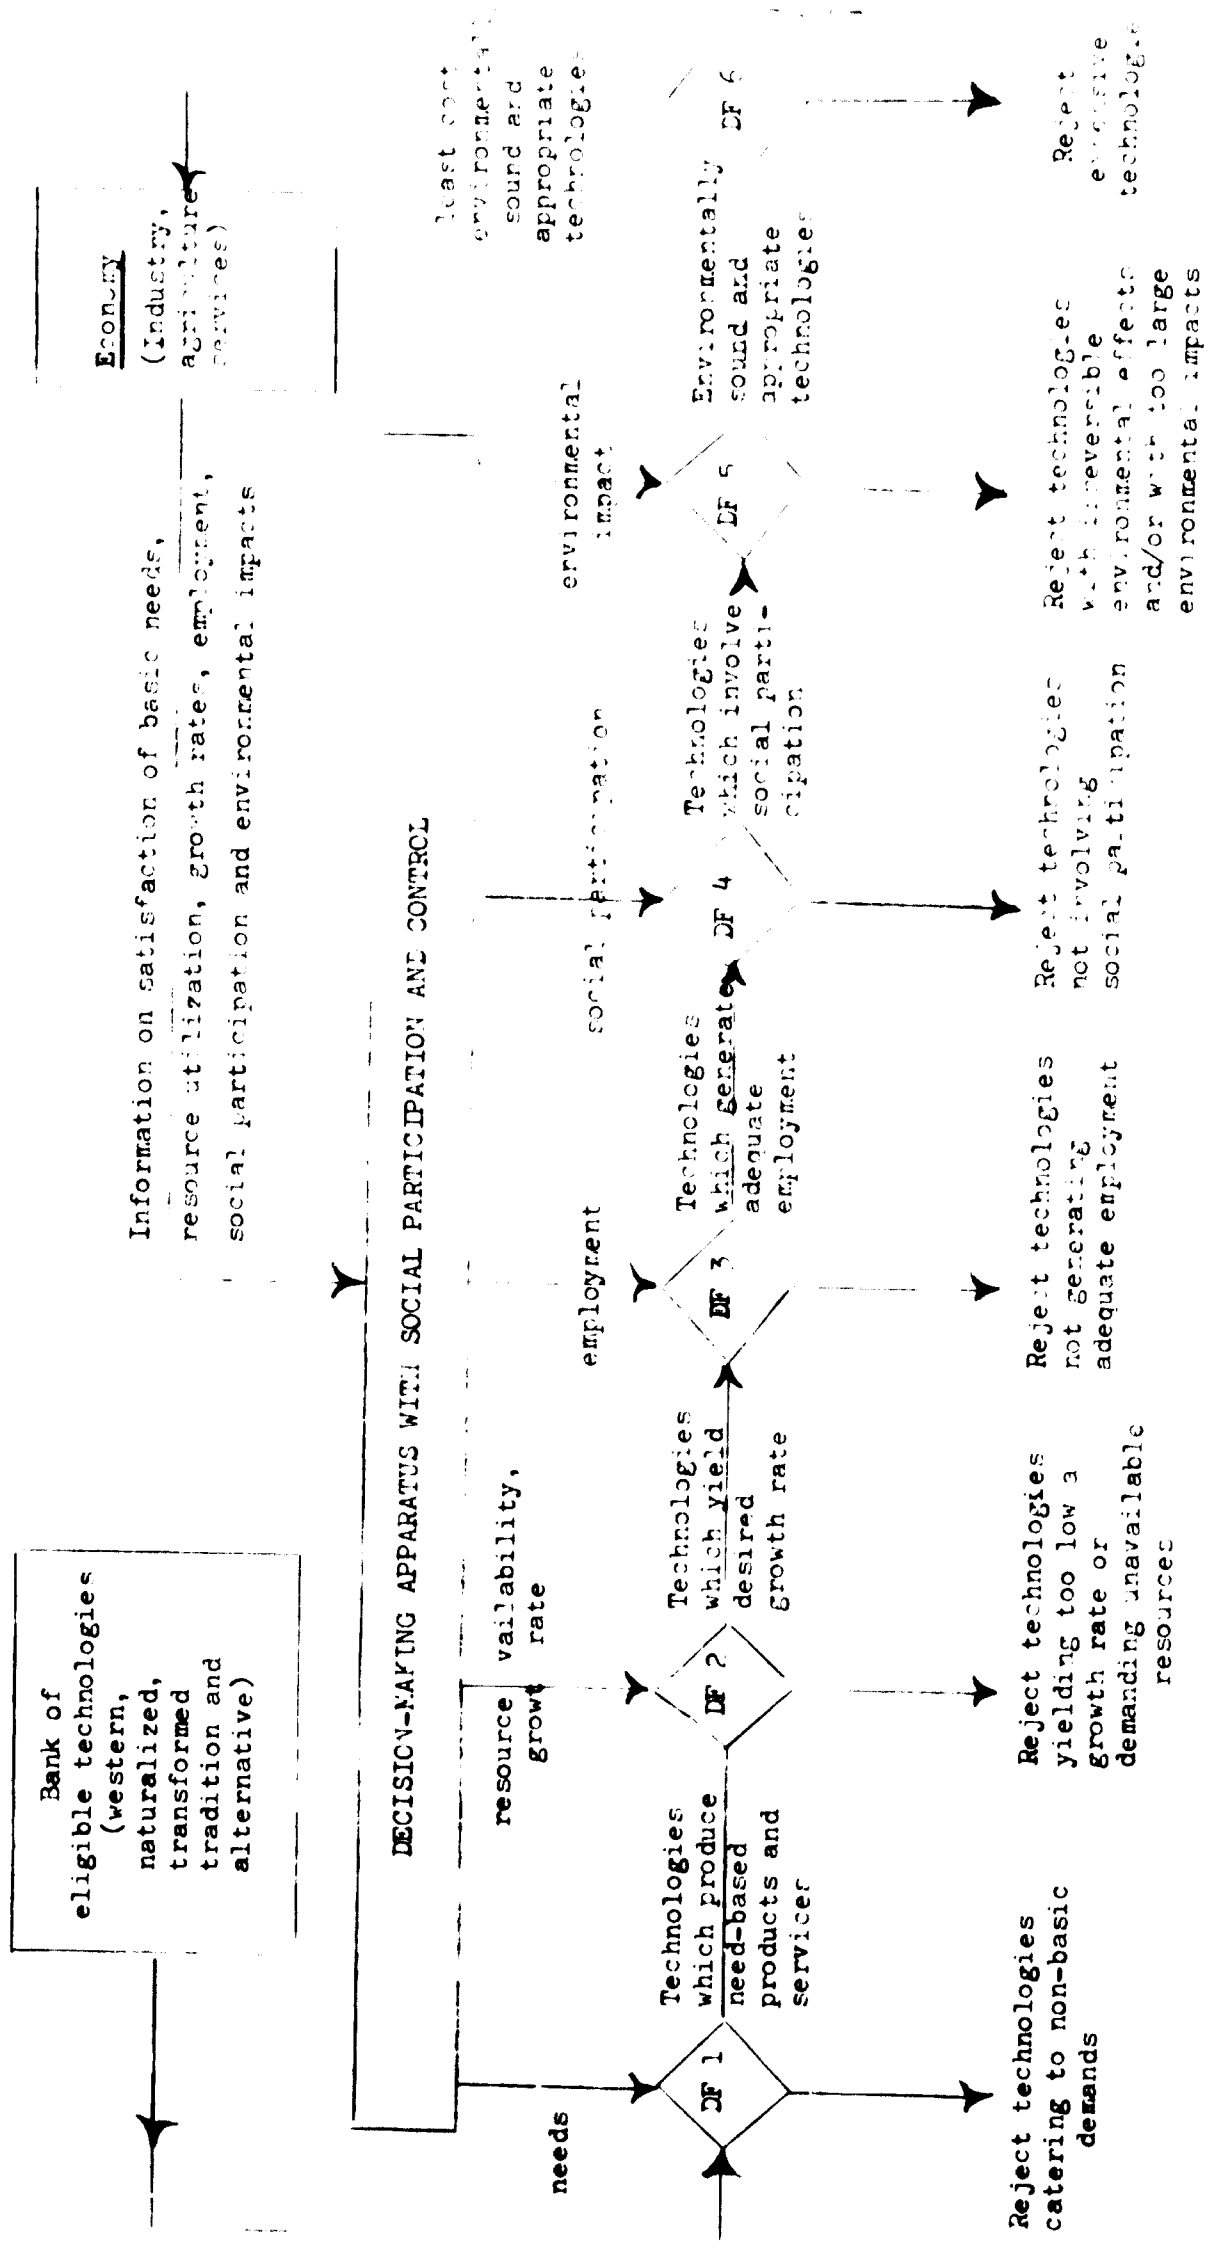 Bank of
eligible technologies
(western,
naturalized,
transformed
tradition and
alternative)
Economy
(Industry,
agriculture
services)
Information on satisfaction of basic needs,
resource utilization, growth rates, employment,
social participation and environmental impacts
DECISION-MAKING APPARATUS WITH SOCIAL PARTICIPATION AND CONTROL
needs
resource vailability,
growt rate
employment
social participation
environmental
impact
least cost
environmentally
sound and
appropriate
technologies
DF 1
Technologies
which produce
need-based
products and
services
DF 2
Technologies
which yield
desired
growth rate
DF 3
Technologies
which generate
adequate
employment
DF 4
Technologies
which involve
social parti-
cipation
DF 5
Environmentally
sound and
appropriate
technologies
DF 6
Reject technologies
catering to non-basic
demands
Reject technologies
yielding too low a
growth rate or
demanding unavailable
resources
Reject technologies
not generating
adequate employment
Reject technologies
not involving
social participation
Reject technologies
with irreversible
environmental effects
and/or with too large
environmental impacts
Reject
expensive
technologie